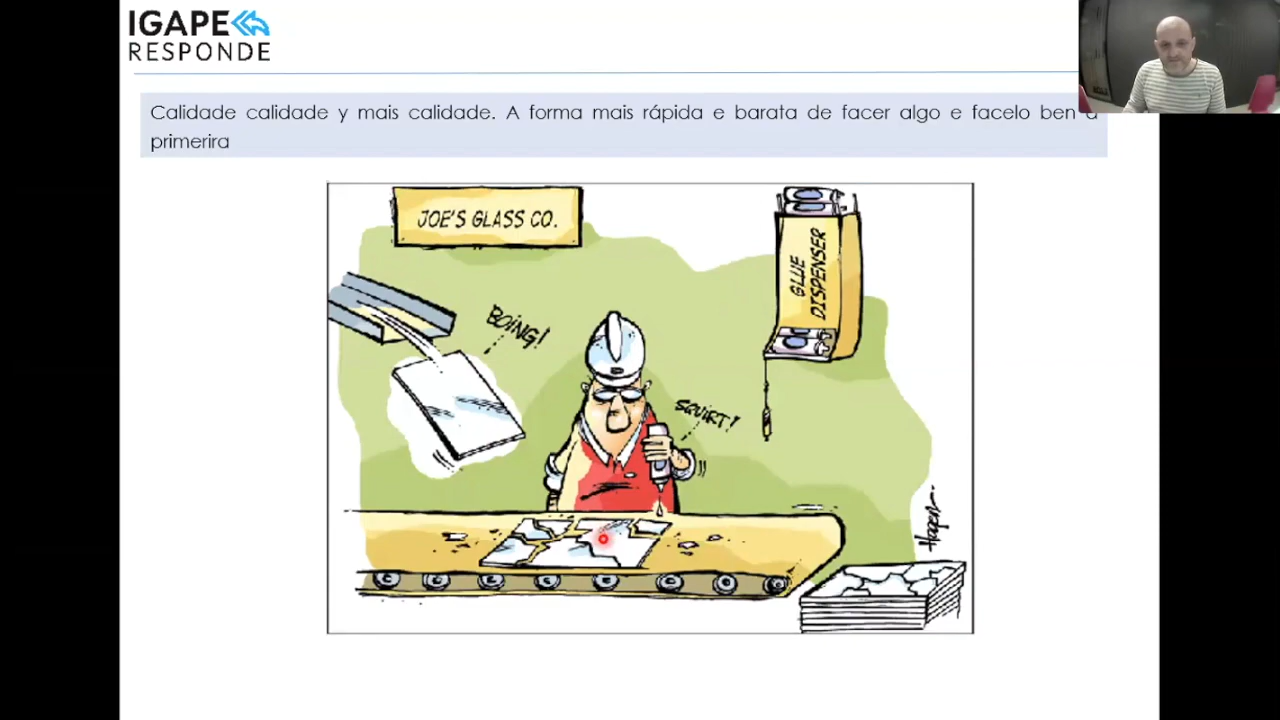 IGAPE
RESPONDE
Calidade calidade y mais calidade. A forma mais rápida e barata de facer algo e facelo ben a
primerira
JOE'S GLASS CO.
GLUE
DISPENSER
BOING!
SQUIRT!
Hagen